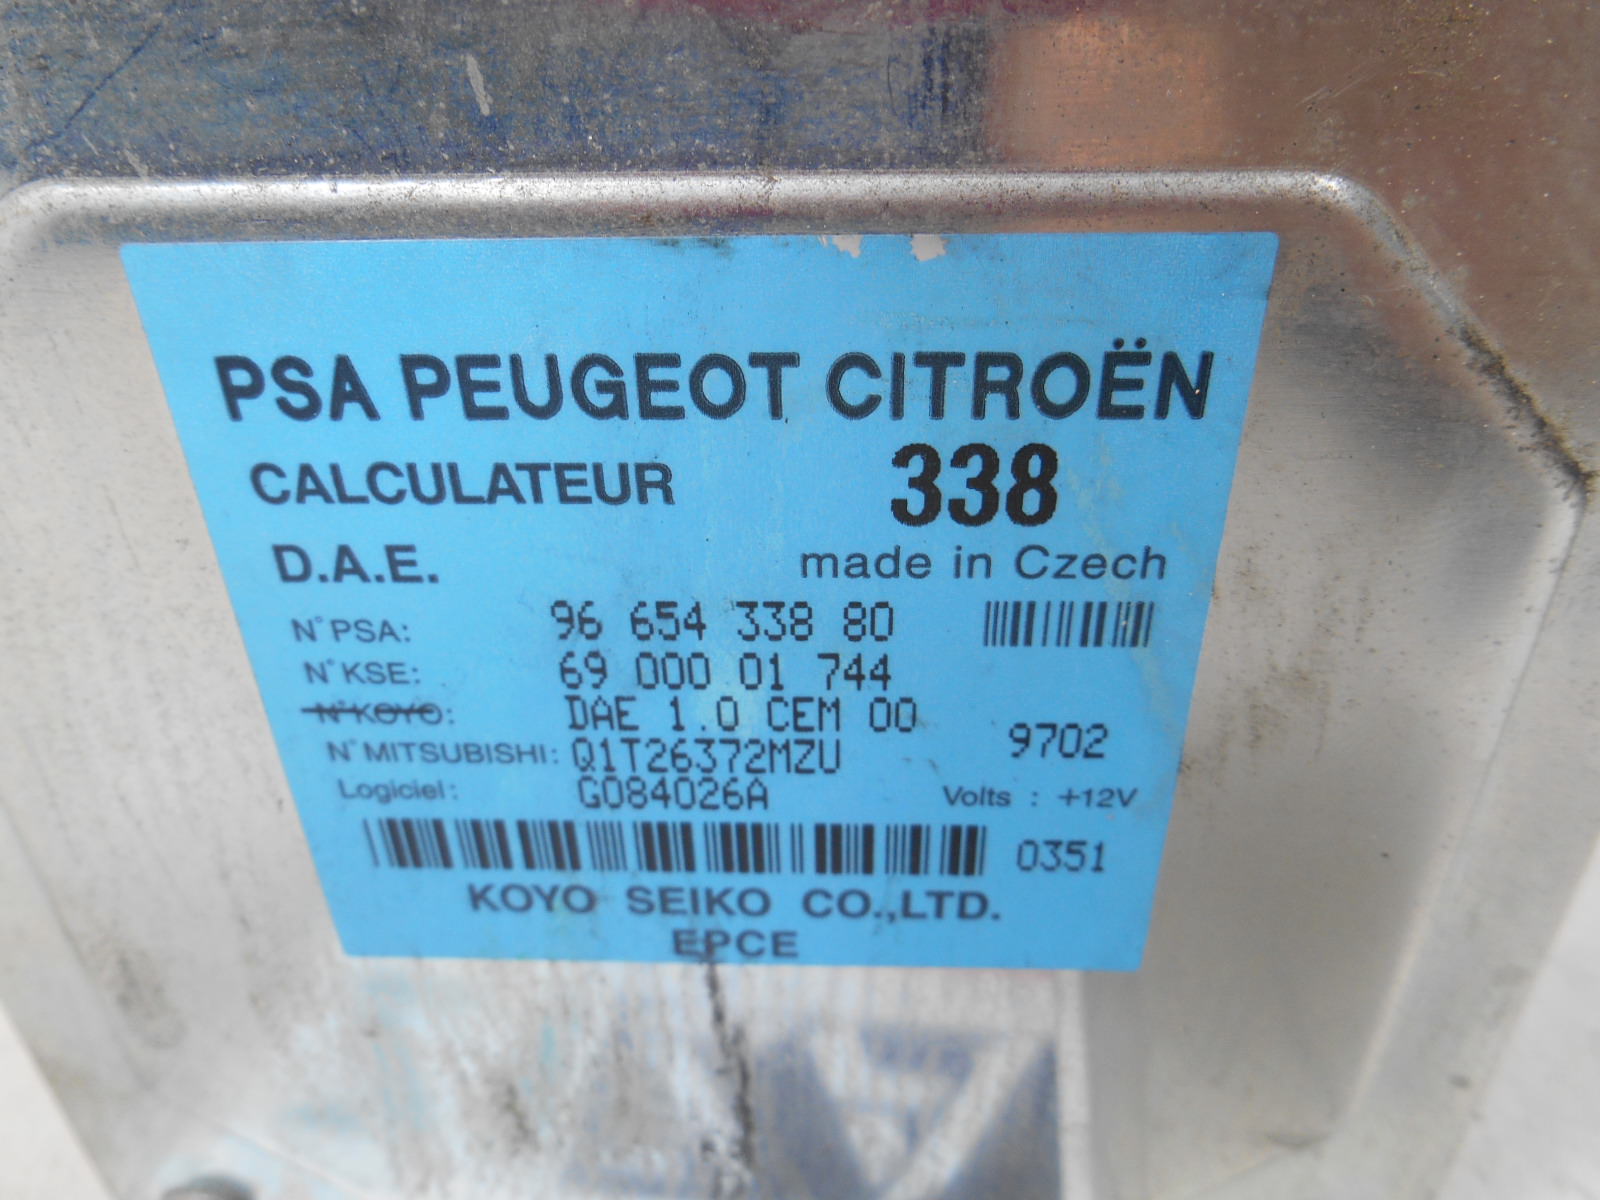 PSA PEUGEOT CITROËN
CALCULATEUR 338
D.A.E. made in Czech
N° PSA: 96 654 338 80
N° KSE: 69 000 01 744
N° KOYO: DAE 1.0 CEM 00
9702
N° MITSUBISHI: Q1T26372MZU
Logiciel: G084026A Volts : +12V
0351
KOYO SEIKO CO.,LTD.
EPCE